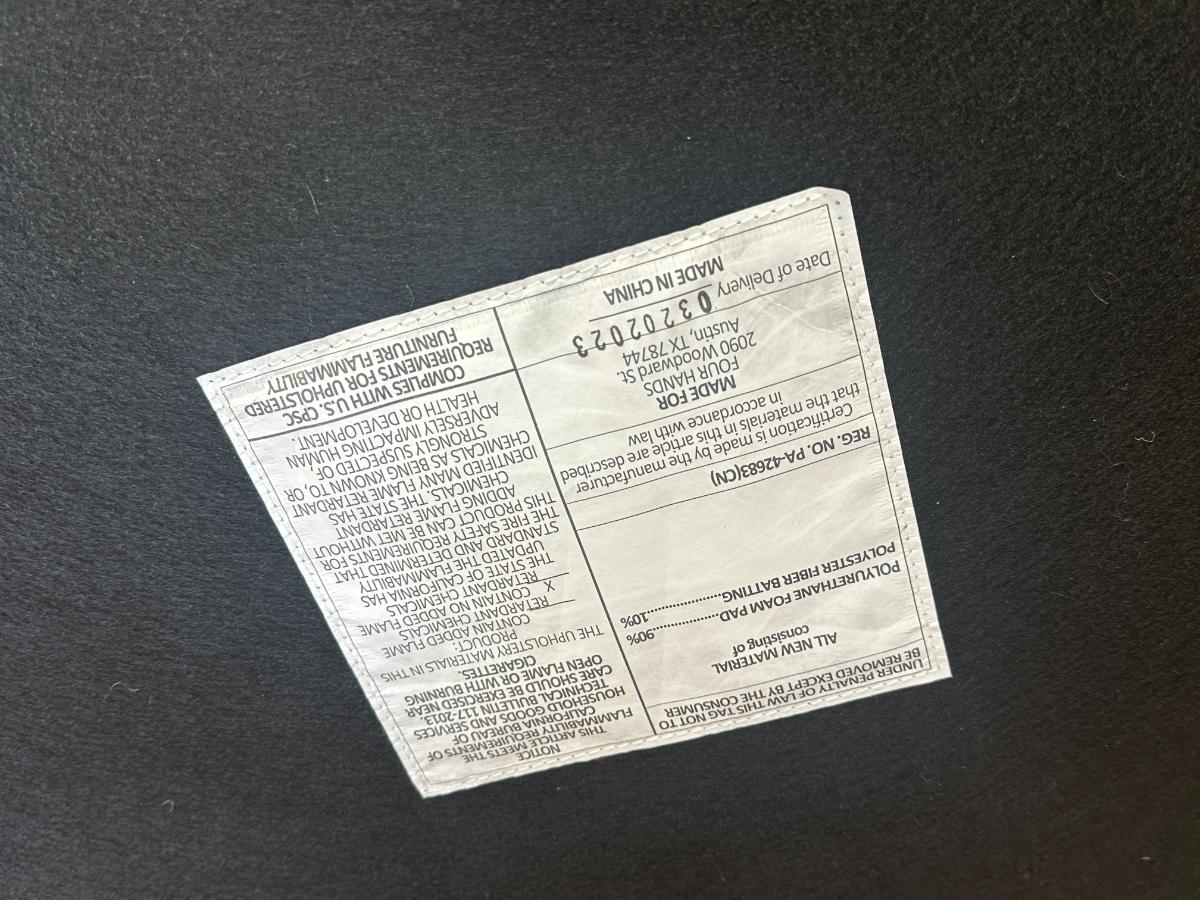 UNDER PENALTY OF LAW THIS TAG NOT TO
BE REMOVED EXCEPT BY THE CONSUMER
ALL NEW MATERIAL
consisting of
POLYURETHANE FOAM PAD....................90%
POLYESTER FIBER BATTING....................10%
REG. NO. PA-42683(CN)
Certification is made by the manufacturer
that the materials in this article are described
in accordance with law
MADE FOR
FOUR HANDS
2090 Woodward St.
Austin, TX 78744
Date of Delivery 03202023
MADE IN CHINA
NOTICE
THIS ARTICLE MEETS THE
FLAMMABILITY REQUIREMENTS OF
CALIFORNIA BUREAU OF
HOUSEHOLD GOODS AND SERVICES
TECHNICAL BULLETIN 117-2013.
CARE SHOULD BE EXERCISED NEAR
OPEN FLAME OR WITH BURNING
CIGARETTES.
THE UPHOLSTERY MATERIALS IN THIS
PRODUCT:
____ CONTAIN ADDED FLAME
RETARDANT CHEMICALS
__X__ CONTAIN NO ADDED FLAME
RETARDANT CHEMICALS
THE STATE OF CALIFORNIA HAS
UPDATED THE FLAMMABILITY
STANDARD AND DETERMINED THAT
THE FIRE SAFETY REQUIREMENTS FOR
THIS PRODUCT CAN BE MET WITHOUT
ADDING FLAME RETARDANT
CHEMICALS. THE STATE HAS
IDENTIFIED MANY FLAME RETARDANT
CHEMICALS AS BEING KNOWN TO, OR
STRONGLY SUSPECTED OF,
ADVERSELY IMPACTING HUMAN
HEALTH OR DEVELOPMENT.
COMPLIES WITH U.S. CPSC
REQUIREMENTS FOR UPHOLSTERED
FURNITURE FLAMMABILITY